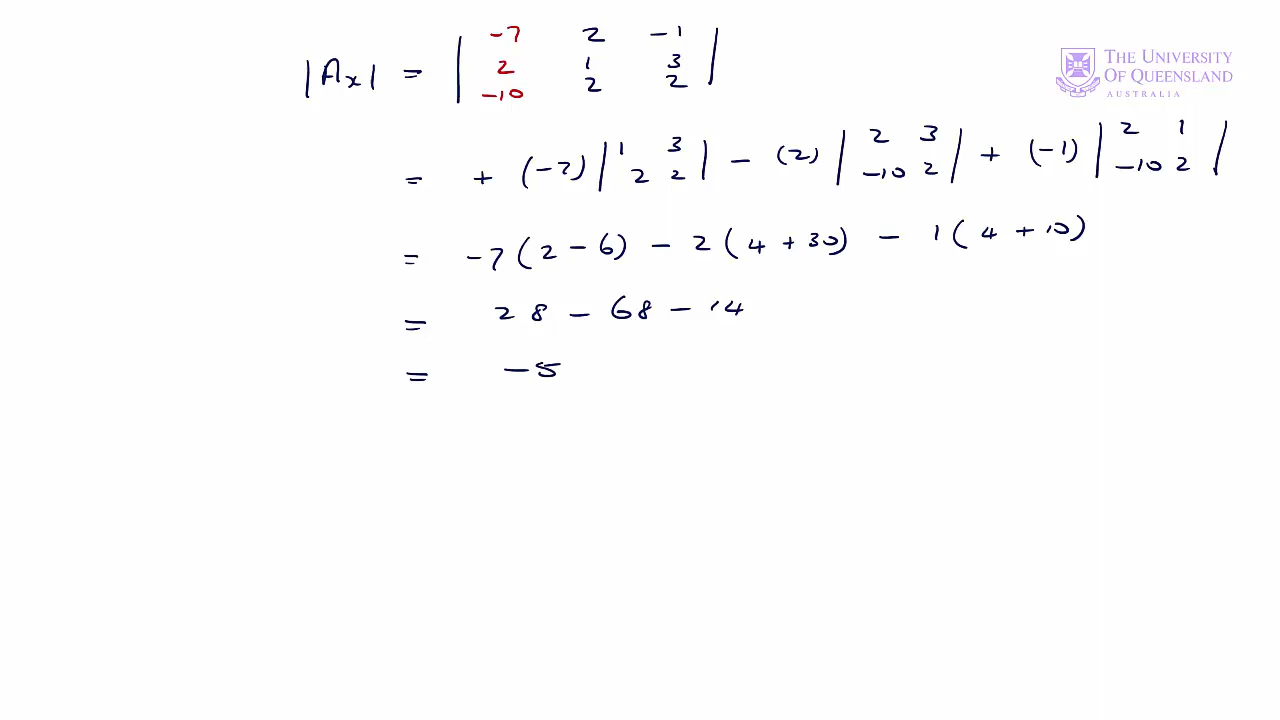 |Aₓ| = | -7 2 -1 |
2 1 3
-10 2 2
THE UNIVERSITY
OF QUEENSLAND
AUSTRALIA
= + (-7) | 1 3 | - (2) | 2 3 | + (-1) | 2 1 |
2 2 -10 2 -10 2
= -7 (2 - 6) - 2 (4 + 30) - 1 (4 + 10)
= 28 - 68 - 14
= -5